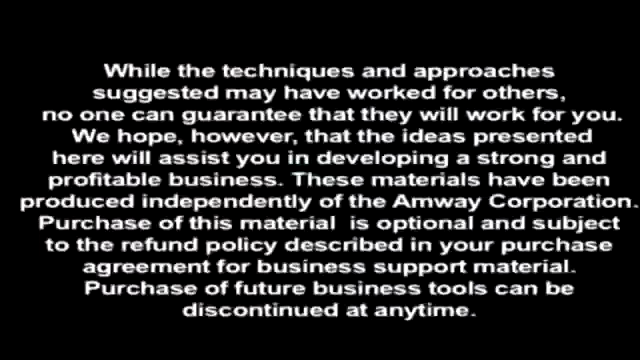 While the techniques and approaches
suggested may have worked for others,
no one can guarantee that they will work for you.
We hope, however, that the ideas presented
here will assist you in developing a strong and
profitable business. These materials have been
produced independently of the Amway Corporation.
Purchase of this material is optional and subject
to the refund policy described in your purchase
agreement for business support material.
Purchase of future business tools can be
discontinued at anytime.